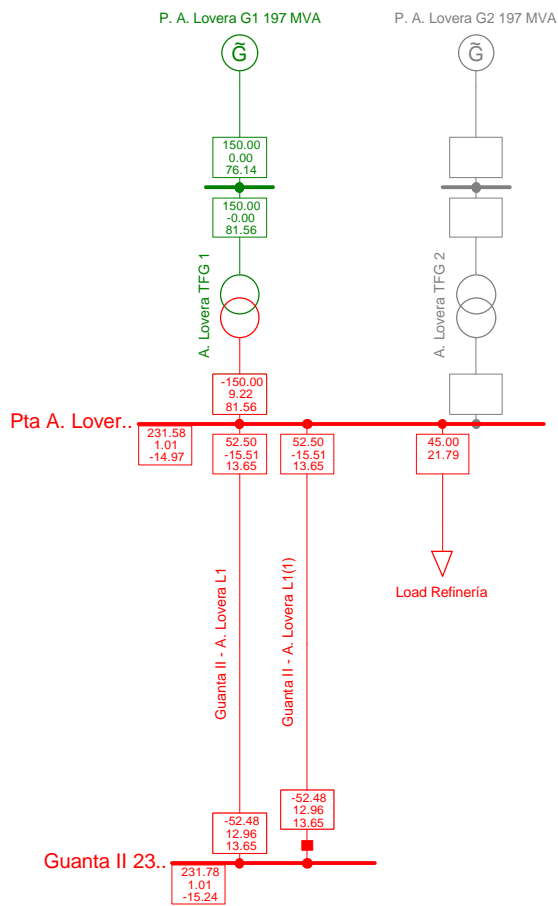 P. A. Lovera G1 197 MVA
P. A. Lovera G2 197 MVA
G̃
G̃
150.00
0.00
76.14
150.00
-0.00
81.56
A. Lovera TFG 1
A. Lovera TFG 2
-150.00
9.22
81.56
Pta A. Lover..
231.58
1.01
-14.97
52.50
-15.51
13.65
52.50
-15.51
13.65
45.00
21.79
Load Refinería
Guanta II - A. Lovera L1
Guanta II - A. Lovera L1(1)
-52.48
12.96
13.65
-52.48
12.96
13.65
Guanta II 23..
231.78
1.01
-15.24